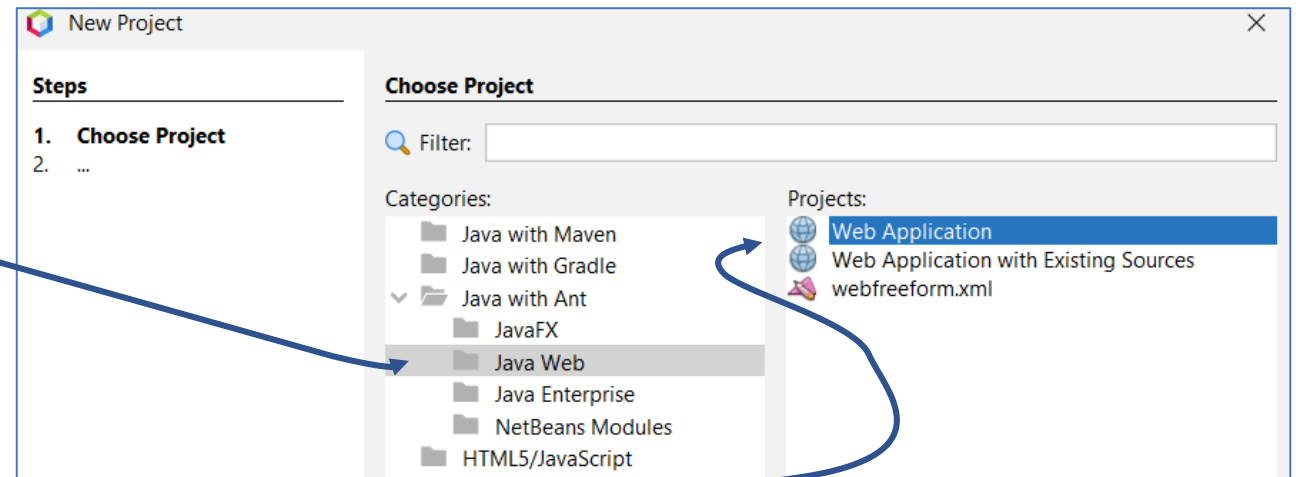 New Project
Steps
1. Choose Project
2. ...
Choose Project
Filter:
Categories:
Java with Maven
Java with Gradle
Java with Ant
JavaFX
Java Web
Java Enterprise
NetBeans Modules
HTML5/JavaScript
Projects:
Web Application
Web Application with Existing Sources
webfreeform.xml